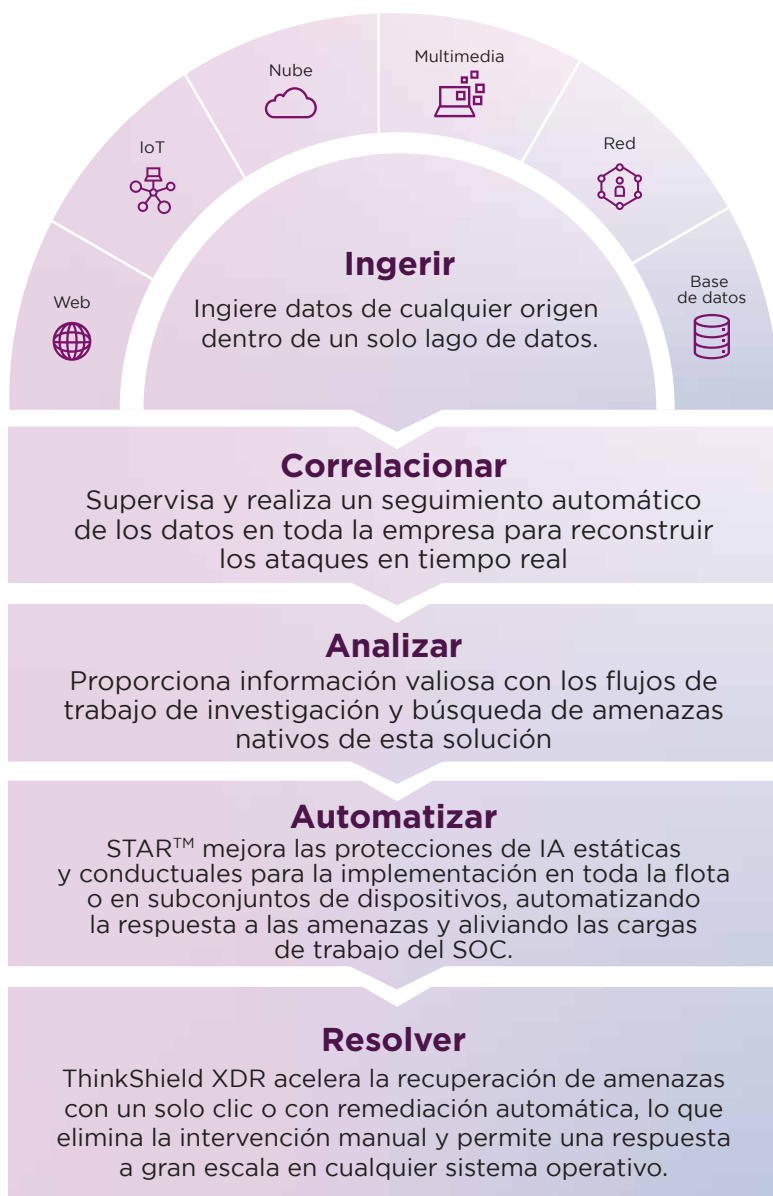 Multimedia
Nube
Red
IoT
Base
de datos
Web
Ingerir
Ingiere datos de cualquier origen
dentro de un solo lago de datos.
Correlacionar
Supervisa y realiza un seguimiento automático
de los datos en toda la empresa para reconstruir
los ataques en tiempo real
Analizar
Proporciona información valiosa con los flujos de
trabajo de investigación y búsqueda de amenazas
nativos de esta solución
Automatizar
STAR™ mejora las protecciones de IA estáticas
y conductuales para la implementación en toda la flota
o en subconjuntos de dispositivos, automatizando
la respuesta a las amenazas y aliviando las cargas
de trabajo del SOC.
Resolver
ThinkShield XDR acelera la recuperación de amenazas
con un solo clic o con remediación automática, lo que
elimina la intervención manual y permite una respuesta
a gran escala en cualquier sistema operativo.